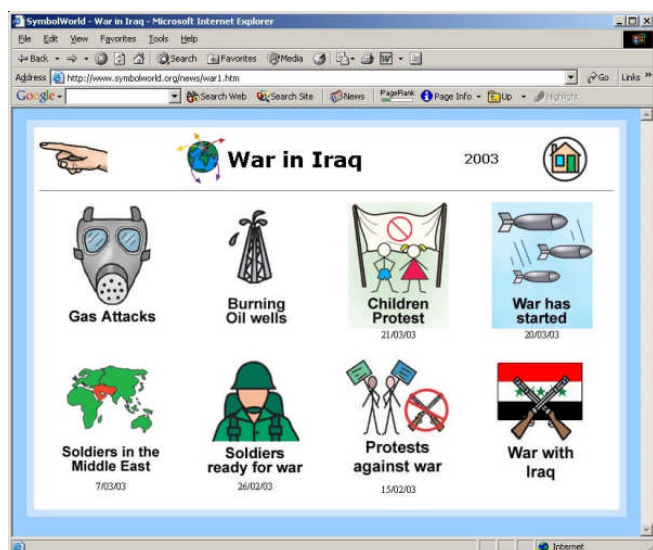 SymbolWorld - War in Iraq - Microsoft Internet Explorer
File Edit View Favorites Tools Help
Back Search Favorites Media
Address http://www.symbolworld.org/news/war1.htm Go Links »
Google Search Web Search Site News PageRank Page Info Up Highlight
War in Iraq 2003
Gas Attacks
Burning
Oil wells
Children
Protest
21/03/03
War has
started
20/03/03
Soldiers in the
Middle East
7/03/03
Soldiers
ready for war
26/02/03
Protests
against war
15/02/03
War with
Iraq
Internet